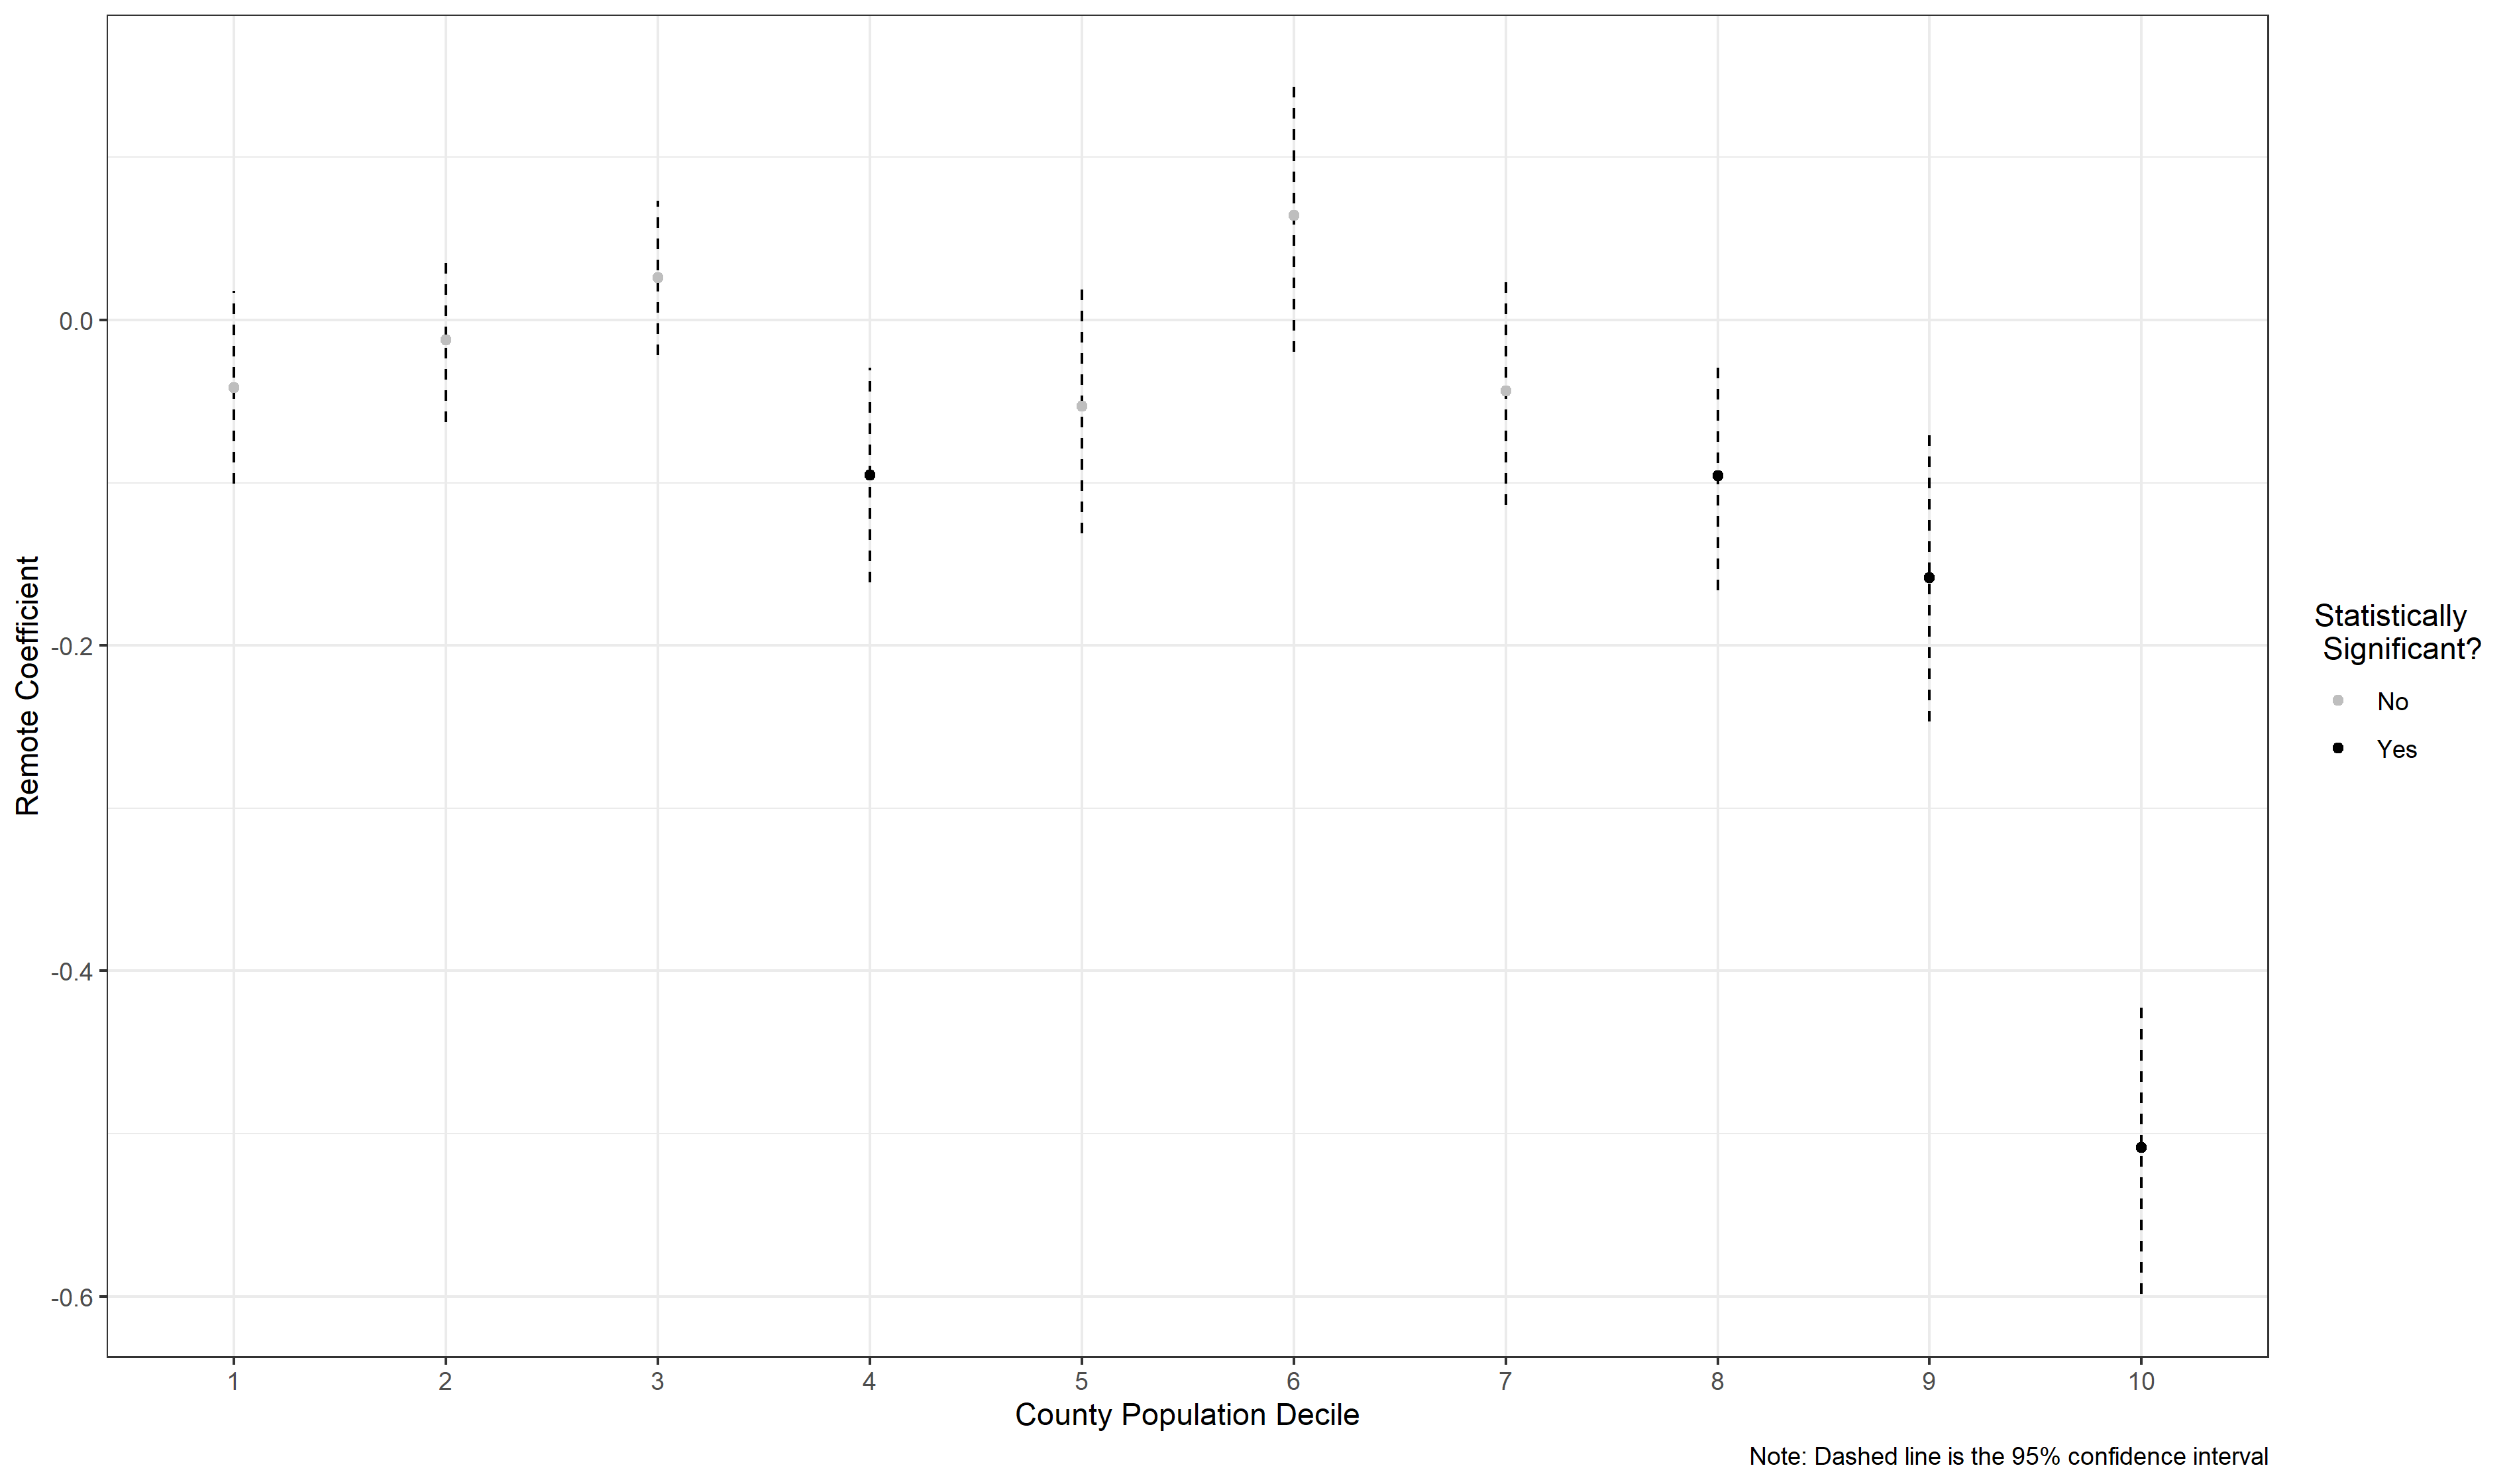 0.0
-0.2
-0.4
-0.6
Remote Coefficient
1 2 3 4 5 6 7 8 9 10
County Population Decile
Note: Dashed line is the 95% confidence interval
Statistically
Significant?
No
Yes